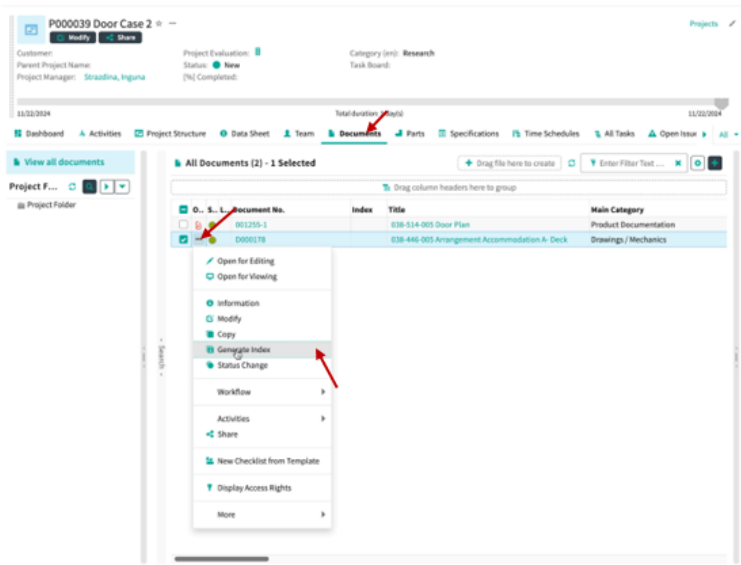 P000039 Door Case 2
Projects
Modify Share
Customer:
Project Evaluation:
Category (en): Research
Parent Project Name:
Status: New
Task Board:
Project Manager: Strazdina, Inguna
[%] Completed:
11/22/2024
Total duration: day(s)
11/22/2024
Dashboard Activities Project Structure Data Sheet Team Documents Parts Specifications Time Schedules All Tasks Open Issue All
View all documents
All Documents (2) - 1 Selected
Drag file here to create
Enter Filter Text ...
Project F...
Drag column headers here to group
Project Folder
O.. S.. L.. Document No. Index Title Main Category
001255-1 038-514-005 Door Plan Product Documentation
D000178 038-446-005 Arrangement Accommodation A- Deck Drawings / Mechanics
Open for Editing
Open for Viewing
Information
Modify
Copy
Generate Index
Status Change
Search
Workflow
Activities
Share
New Checklist from Template
Display Access Rights
More